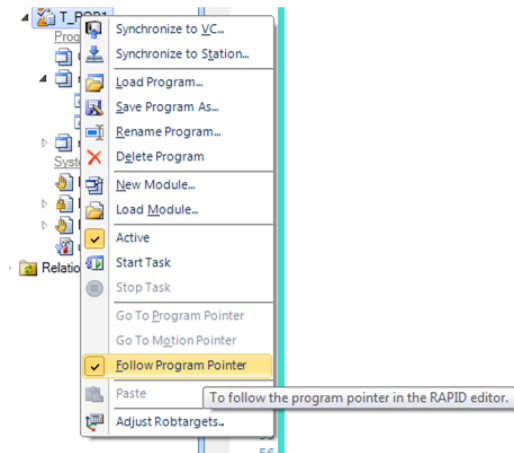 T_ROB1
Synchronize to VC...
Synchronize to Station...
Load Program...
Save Program As...
Rename Program...
Delete Program
New Module...
Load Module...
Active
Start Task
Stop Task
Go To Program Pointer
Go To Motion Pointer
Follow Program Pointer
Paste
To follow the program pointer in the RAPID editor.
Adjust Robtargets...
Prog
Syste
Relatio
56